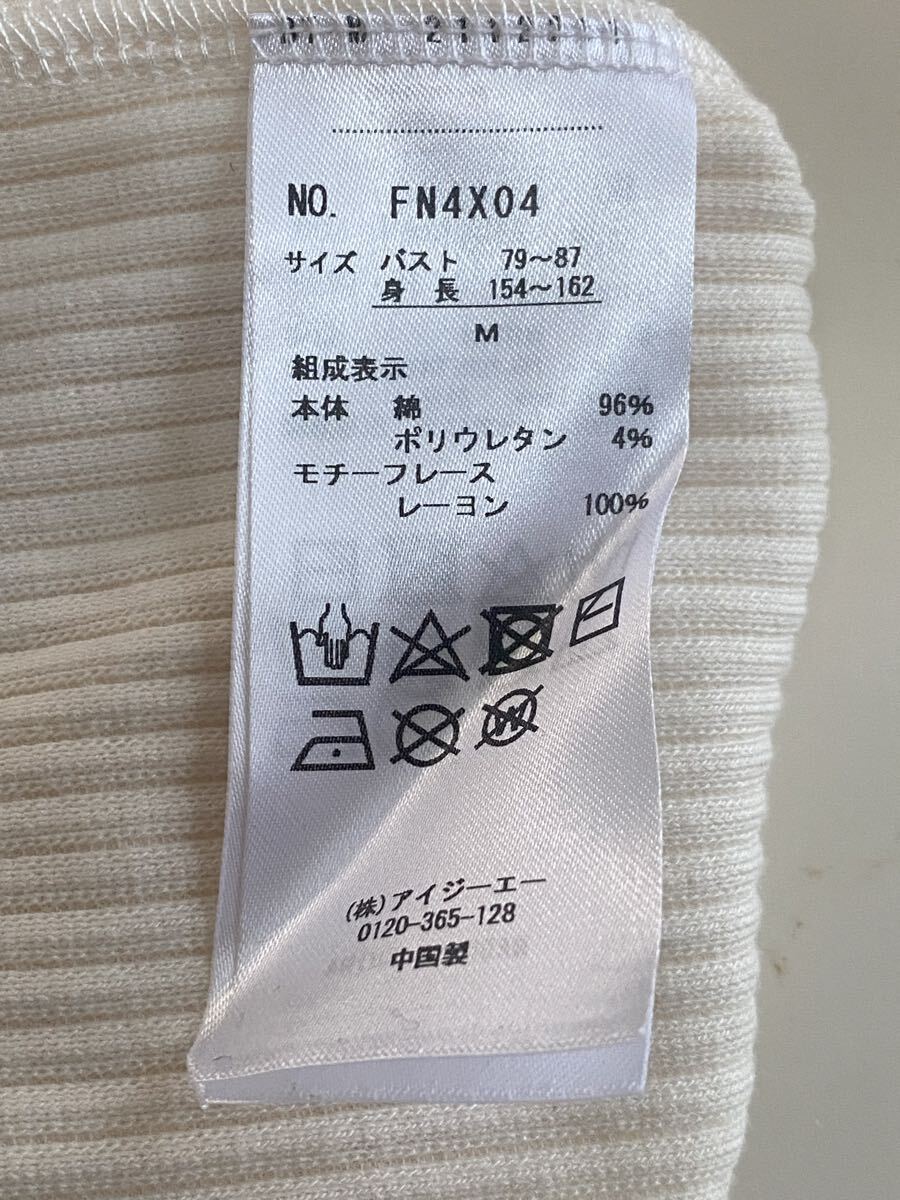 NO. FN4X04
サイズ バスト 79～87
身 長 154～162
M
組成表示
本体 綿 96%
ポリウレタン 4%
モチーフレース
レーヨン 100%
W
(株)アイジーエー
0120-365-128
中国製